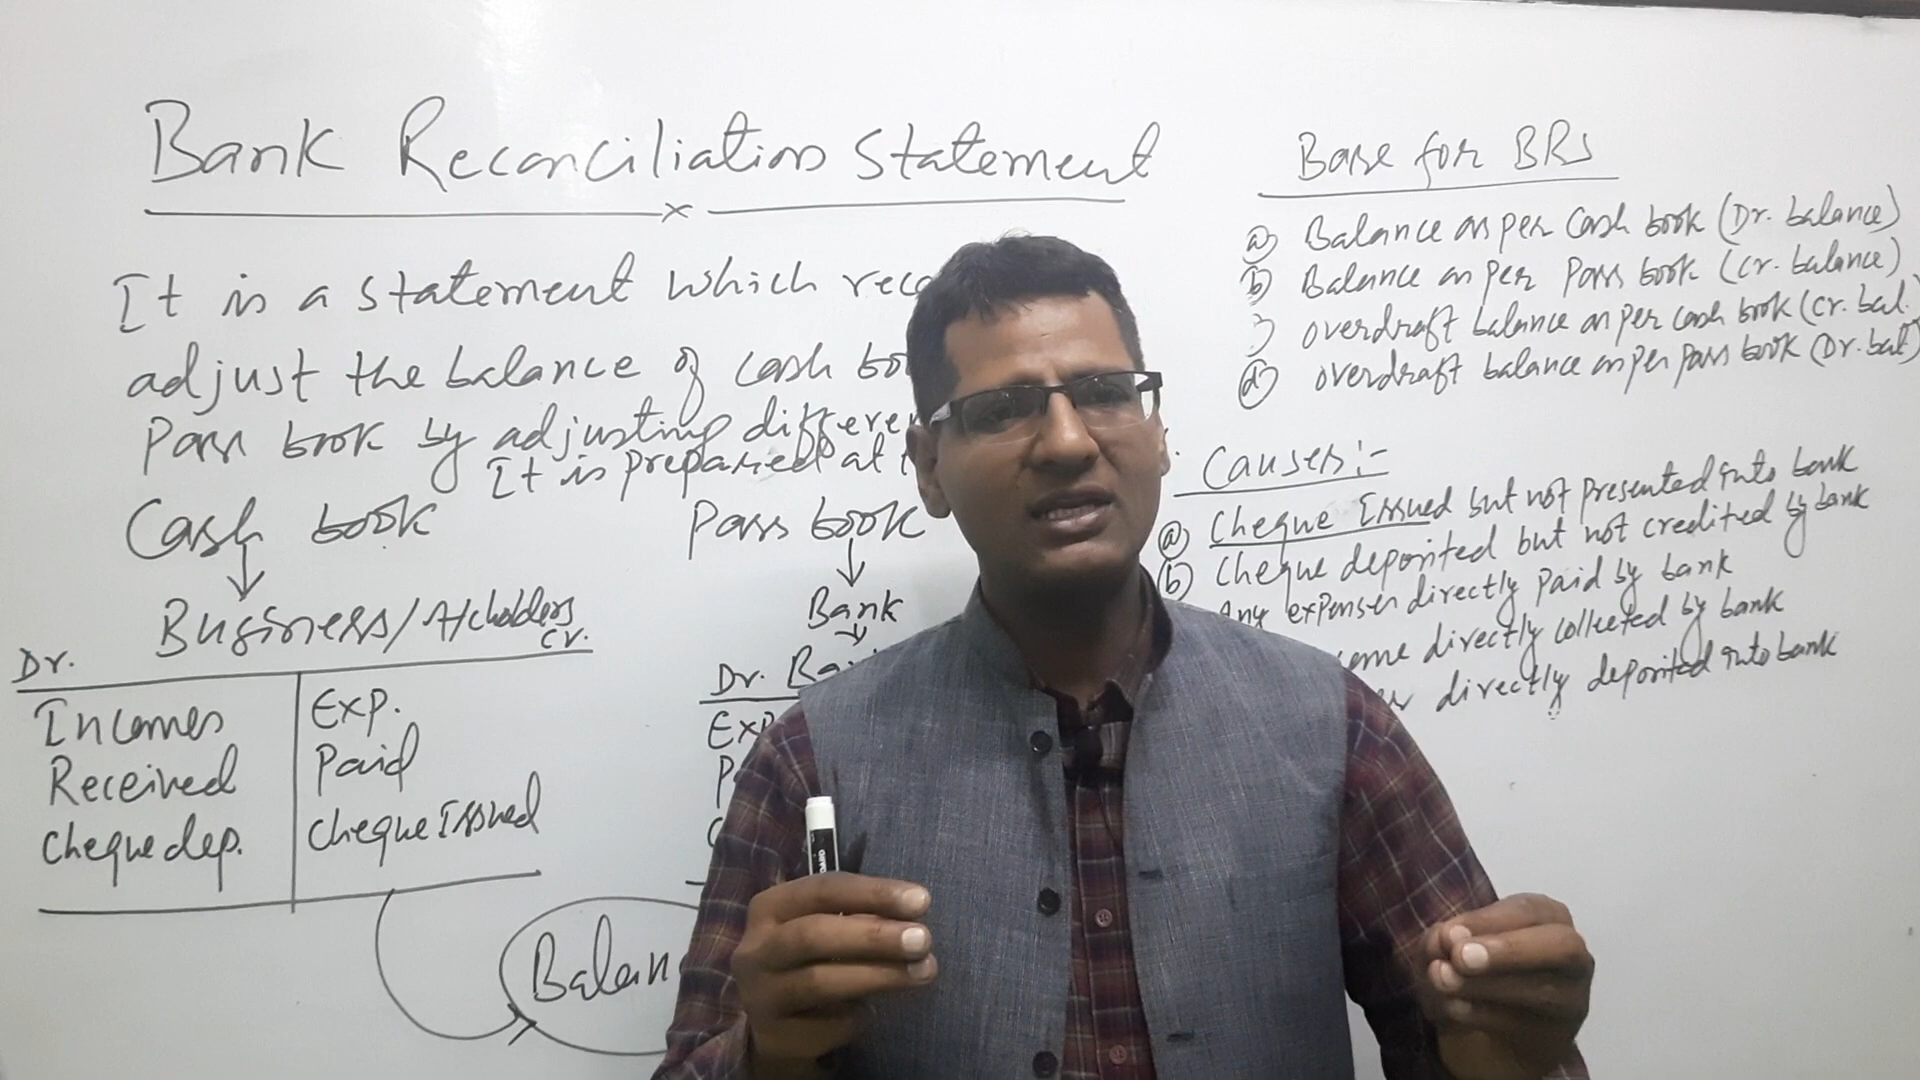 Bank Reconciliation Statement
It is a statement which rec
adjust the balance of cash bo
Pass book by adjusting differe
It is prepared at t
Cash book
Business/A/cholders
Dr.
Cr.
Incomes
Received
Cheque dep.
Exp.
Paid
Cheque Issued
Pass book
Bank
Dr. Ba
Exp
Balan
Base for BRS
a) Balance as per Cash book (Dr. balance)
b) Balance as per Pass book (Cr. balance)
) overdraft balance as per cash book (Cr. bal.
d) overdraft balance as per pass book (Dr. bal)
Causes:-
a) Cheque Issued but not presented into bank
b) Cheque deposited but not credited by bank
Any expenses directly paid by bank
come directly collected by bank
directly deposited into bank